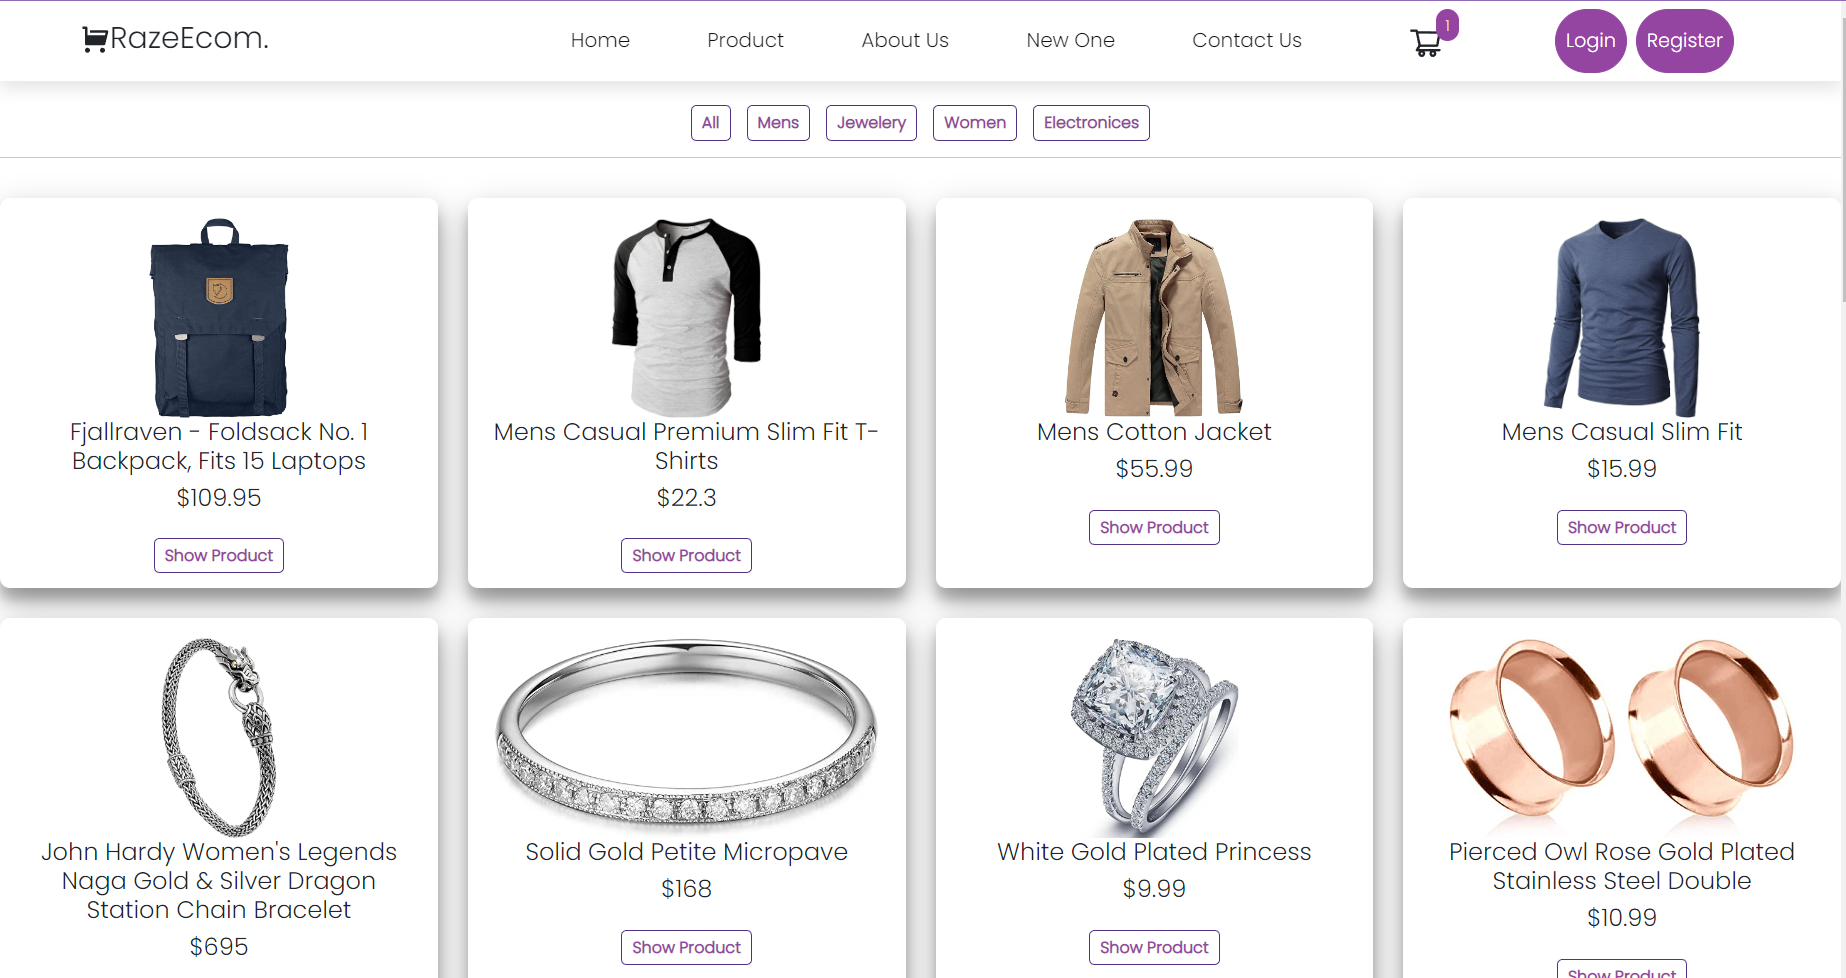 RazeEcom.
Home Product About Us New One Contact Us
1
Login Register
All Mens Jewelery Women Electronices
Fjallraven - Foldsack No. 1
Backpack, Fits 15 Laptops
$109.95
Show Product
Mens Casual Premium Slim Fit T-
Shirts
$22.3
Show Product
Mens Cotton Jacket
$55.99
Show Product
Mens Casual Slim Fit
$15.99
Show Product
John Hardy Women's Legends
Naga Gold & Silver Dragon
Station Chain Bracelet
$695
Solid Gold Petite Micropave
$168
Show Product
White Gold Plated Princess
$9.99
Show Product
Pierced Owl Rose Gold Plated
Stainless Steel Double
$10.99
Show Product